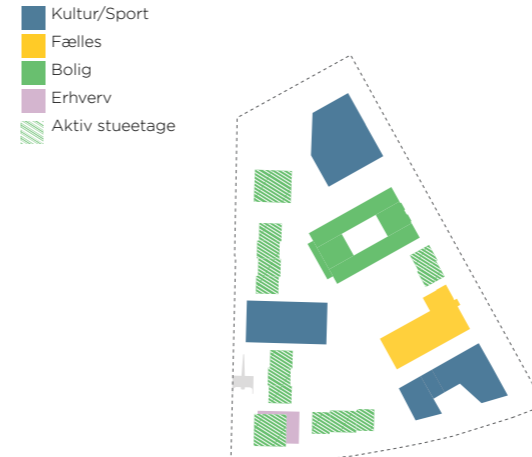 Kultur/Sport
Fælles
Bolig
Erhverv
Aktiv stueetage